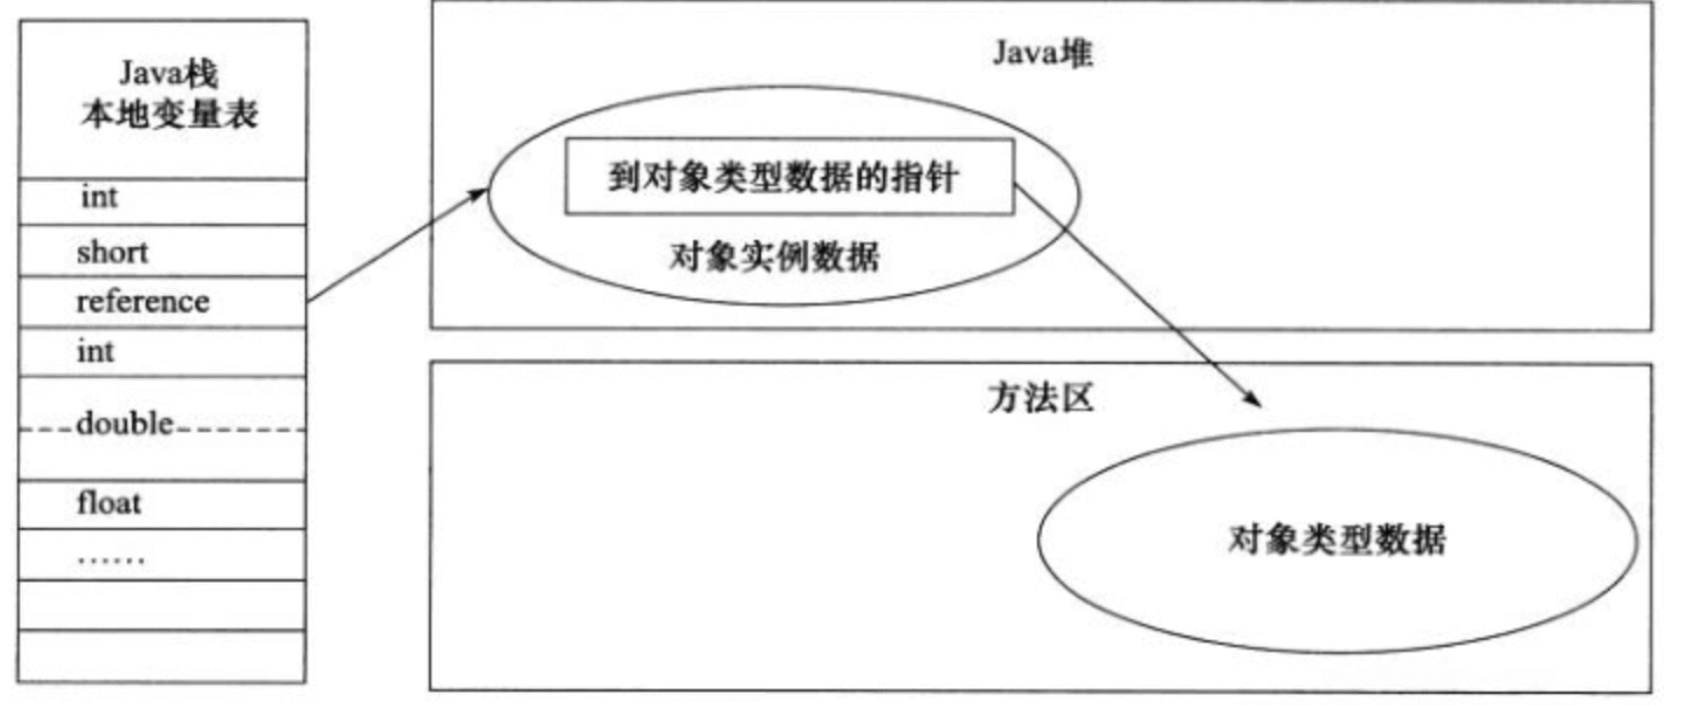 Java栈
本地变量表
int
short
reference
int
double
float
……
Java堆
到对象类型数据的指针
对象实例数据
方法区
对象类型数据